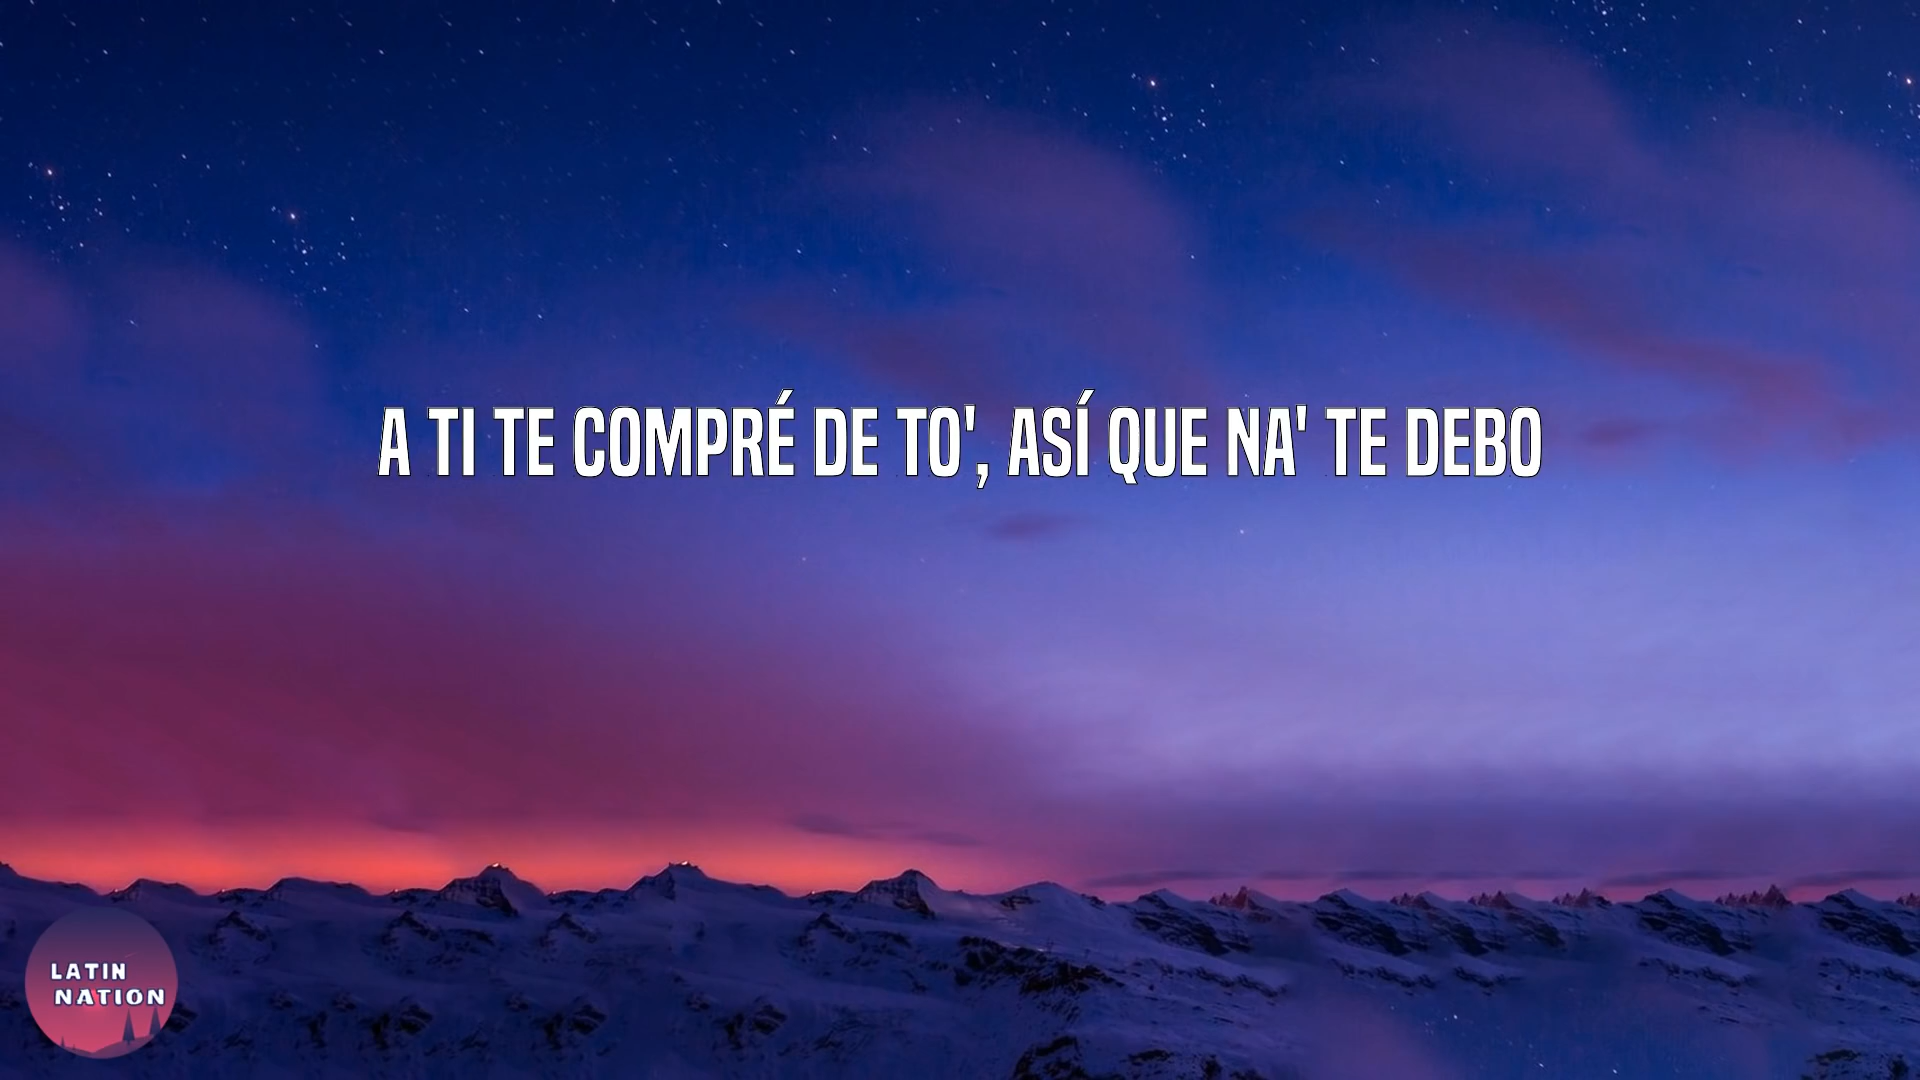 A TI TE COMPRÉ DE TO', ASÍ QUE NA' TE DEBO
LATIN
NATION